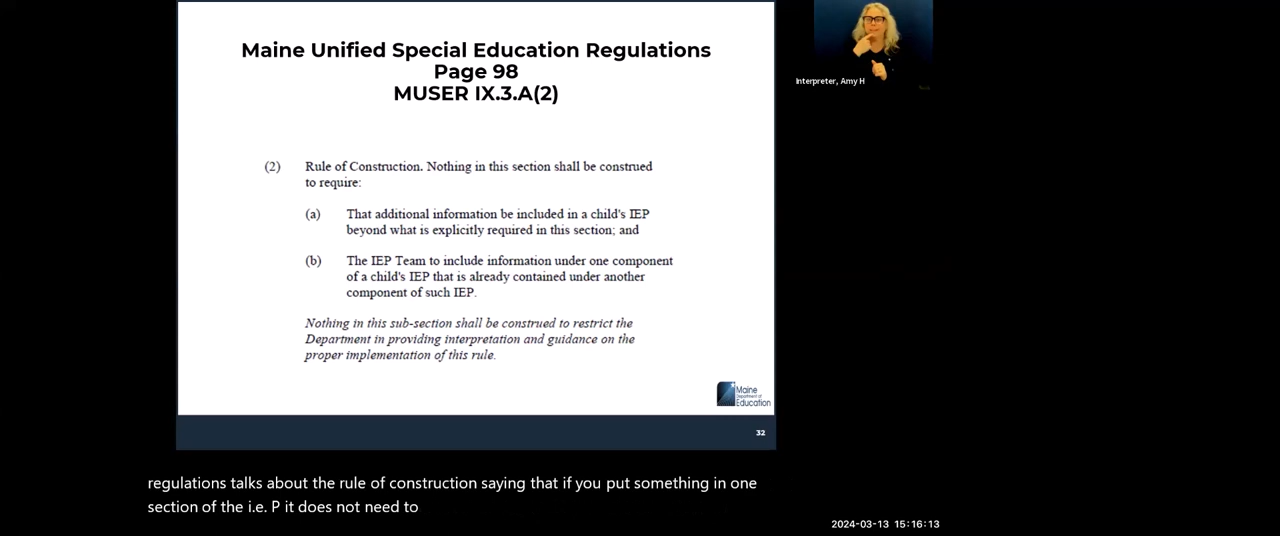 Maine Unified Special Education Regulations
Page 98
MUSER IX.3.A(2)
(2) Rule of Construction. Nothing in this section shall be construed
to require:
(a) That additional information be included in a child's IEP
beyond what is explicitly required in this section; and
(b) The IEP Team to include information under one component
of a child's IEP that is already contained under another
component of such IEP.
Nothing in this sub-section shall be construed to restrict the
Department in providing interpretation and guidance on the
proper implementation of this rule.
Maine
Department of
Education
32
Interpreter, Amy H
regulations talks about the rule of construction saying that if you put something in one
section of the i.e. P it does not need to
2024-03-13 15:16:13